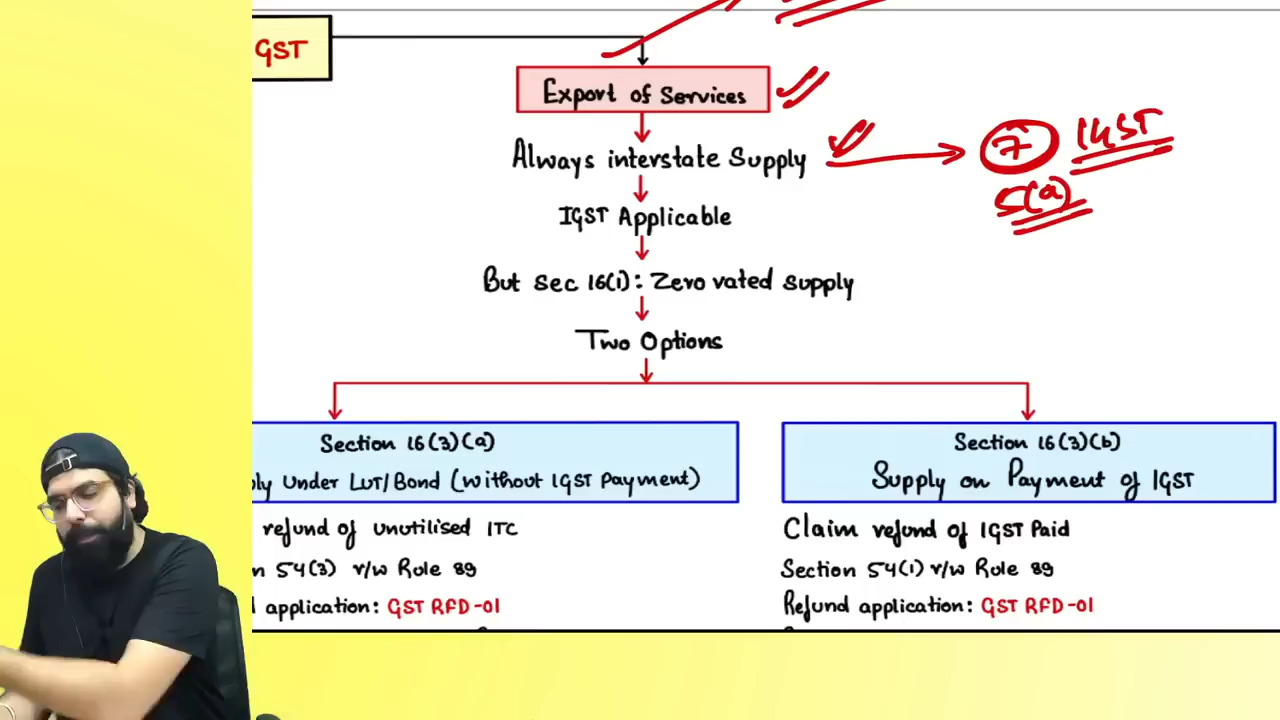 GST
Export of Services
Always interstate Supply
7 IGST
5(a)
IGST Applicable
But Sec 16(1): Zero rated supply
Two Options
Section 16(3)(a)
ply Under LUT/Bond (without IGST Payment)
refund of unutilised ITC
n 54(3) r/w Rule 89
d application: GST RFD-01
Section 16(3)(b)
Supply on Payment of IGST
Claim refund of IGST Paid
Section 54(1) r/w Rule 89
Refund application: GST RFD-01